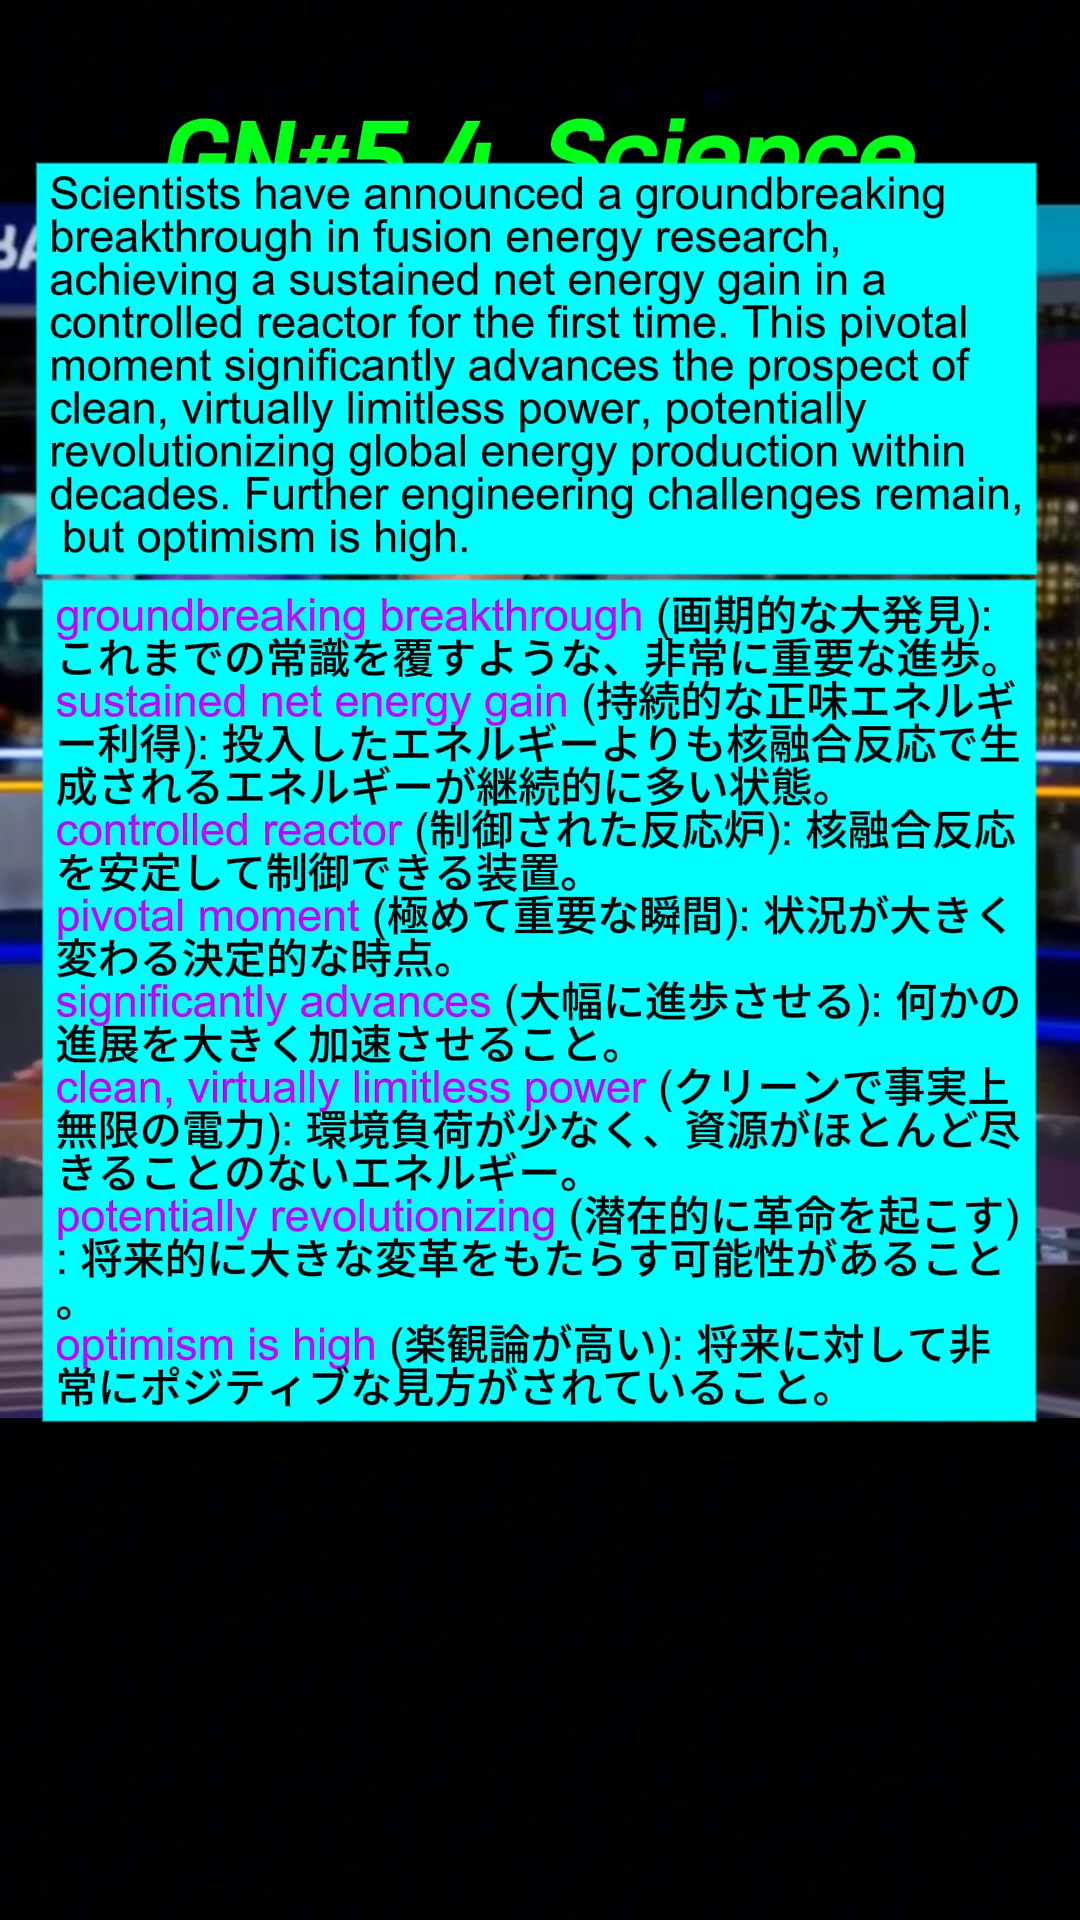 GN#5 4 Science
Scientists have announced a groundbreaking
breakthrough in fusion energy research,
achieving a sustained net energy gain in a
controlled reactor for the first time. This pivotal
moment significantly advances the prospect of
clean, virtually limitless power, potentially
revolutionizing global energy production within
decades. Further engineering challenges remain,
but optimism is high.
groundbreaking breakthrough (画期的な大発見):
これまでの常識を覆すような、非常に重要な進歩。
sustained net energy gain (持続的な正味エネルギ
ー利得): 投入したエネルギーよりも核融合反応で生
成されるエネルギーが継続的に多い状態。
controlled reactor (制御された反応炉): 核融合反応
を安定して制御できる装置。
pivotal moment (極めて重要な瞬間): 状況が大きく
変わる決定的な時点。
significantly advances (大幅に進歩させる): 何かの
進展を大きく加速させること。
clean, virtually limitless power (クリーンで事実上
無限の電力): 環境負荷が少なく、資源がほとんど尽
きることのないエネルギー。
potentially revolutionizing (潜在的に革命を起こす)
: 将来的に大きな変革をもたらす可能性があること
。
optimism is high (楽観論が高い): 将来に対して非
常にポジティブな見方がされていること。